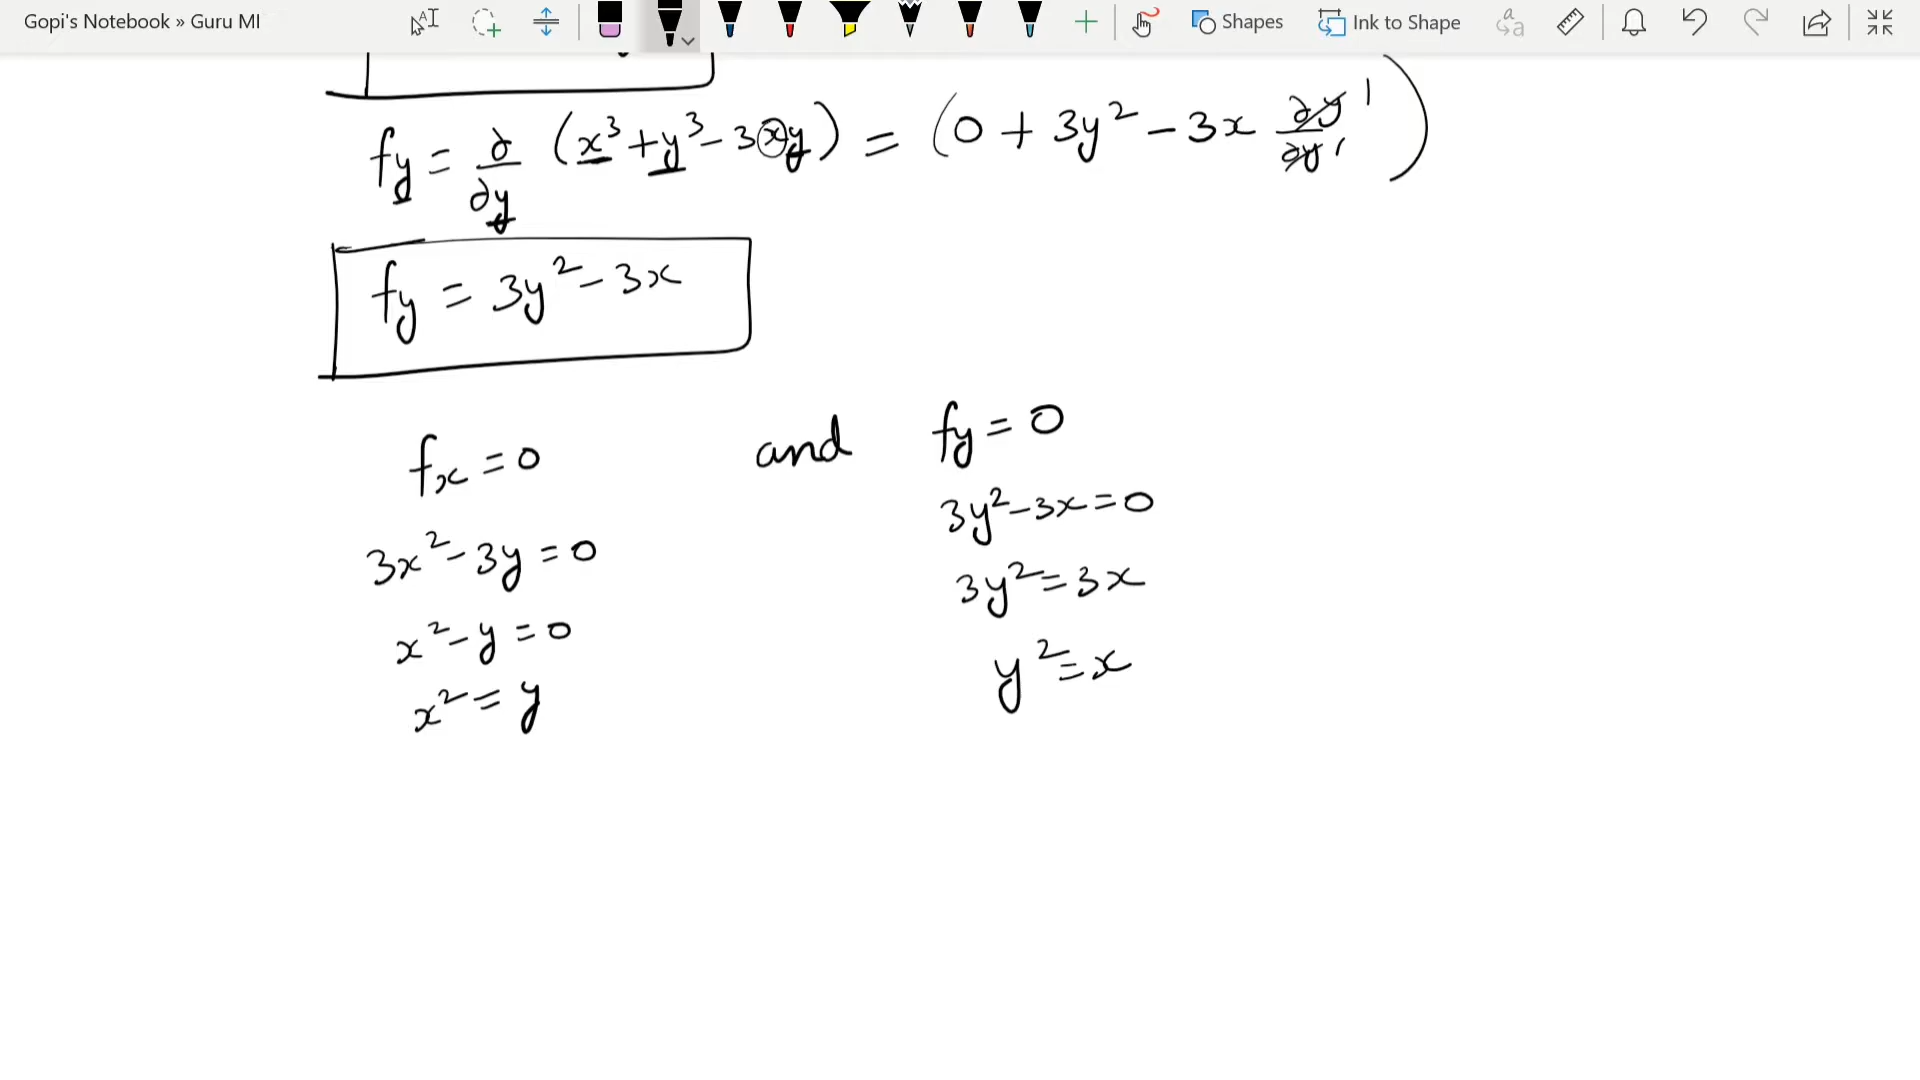 Gopi's Notebook » Guru MI
Shapes
Ink to Shape
fy = ∂/∂y (x³ + y³ - 3xy) = (0 + 3y² - 3x ∂y/∂y)
fy = 3y² - 3x
fx = 0 and fy = 0
3x² - 3y = 0
3y² - 3x = 0
x² - y = 0
3y² = 3x
x² = y
y² = x